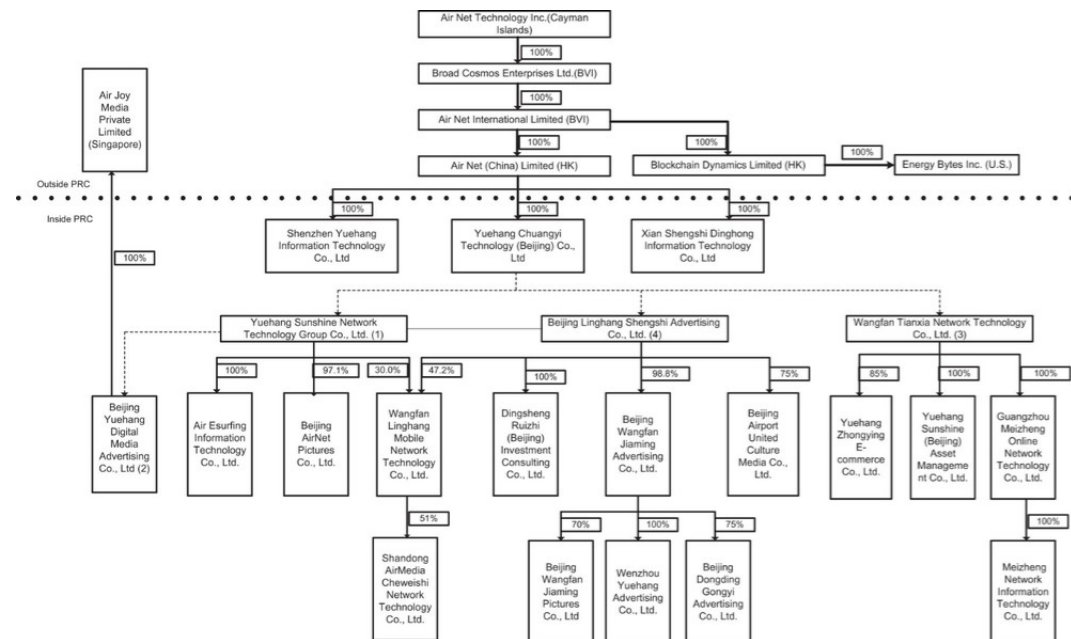 Air Net Technology Inc.(Cayman
Islands)
100%
Broad Cosmos Enterprises Ltd.(BVI)
100%
Air Net International Limited (BVI)
100%
100%
Air Net (China) Limited (HK)
Blockchain Dynamics Limited (HK)
100%
Energy Bytes Inc. (U.S.)
Air Joy
Media
Private
Limited
(Singapore)
Outside PRC
Inside PRC
100%
100%
100%
100%
Shenzhen Yuehang
Information Technology
Co., Ltd
Yuehang Chuangyi
Technology (Beijing) Co.,
Ltd
Xian Shengshi Dinghong
Information Technology
Co., Ltd
Yuehang Sunshine Network
Technology Group Co., Ltd. (1)
Beijing Linghang Shengshi Advertising
Co., Ltd. (4)
Wangfan Tianxia Network Technology
Co., Ltd. (3)
100%
97.1%
30.0%
47.2%
100%
98.8%
75%
85%
100%
100%
Beijing
Yuehang
Digital
Media
Advertising
Co., Ltd (2)
Air Esurfing
Information
Technology
Co., Ltd.
Beijing
AirNet
Pictures
Co., Ltd.
Wangfan
Linghang
Mobile
Network
Technology
Co., Ltd.
Dingsheng
Ruizhi
(Beijing)
Investment
Consulting
Co., Ltd.
Beijing
Wangfan
Jiaming
Advertising
Co., Ltd.
Beijing
Airport
United
Culture
Media Co.,
Ltd.
Yuehang
Zhongying
E-
commerce
Co., Ltd.
Yuehang
Sunshine
(Beijing)
Asset
Manageme
nt Co., Ltd.
Guangzhou
Meizheng
Online
Network
Technology
Co., Ltd.
51%
70%
100%
75%
100%
Shandong
AirMedia
Cheweishi
Network
Technology
Co., Ltd.
Beijing
Wangfan
Jiaming
Pictures
Co., Ltd
Wenzhou
Yuehang
Advertising
Co., Ltd.
Beijing
Dongding
Gongyi
Advertising
Co., Ltd.
Meizheng
Network
Information
Technology
Co., Ltd.